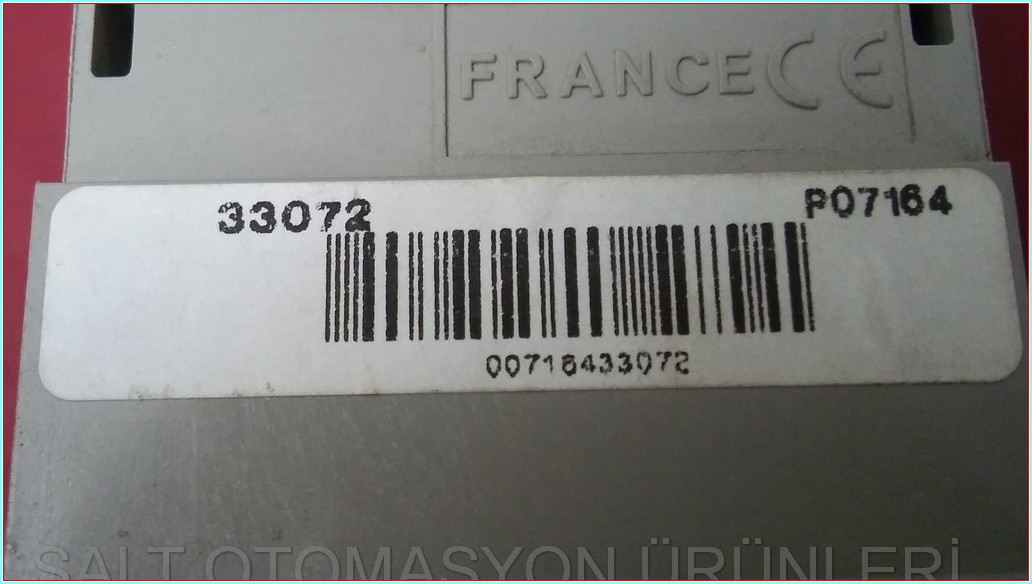 FRANCE CE
33072 P07164
00716433072
SALT OTOMASYON ÜRÜNLERİ